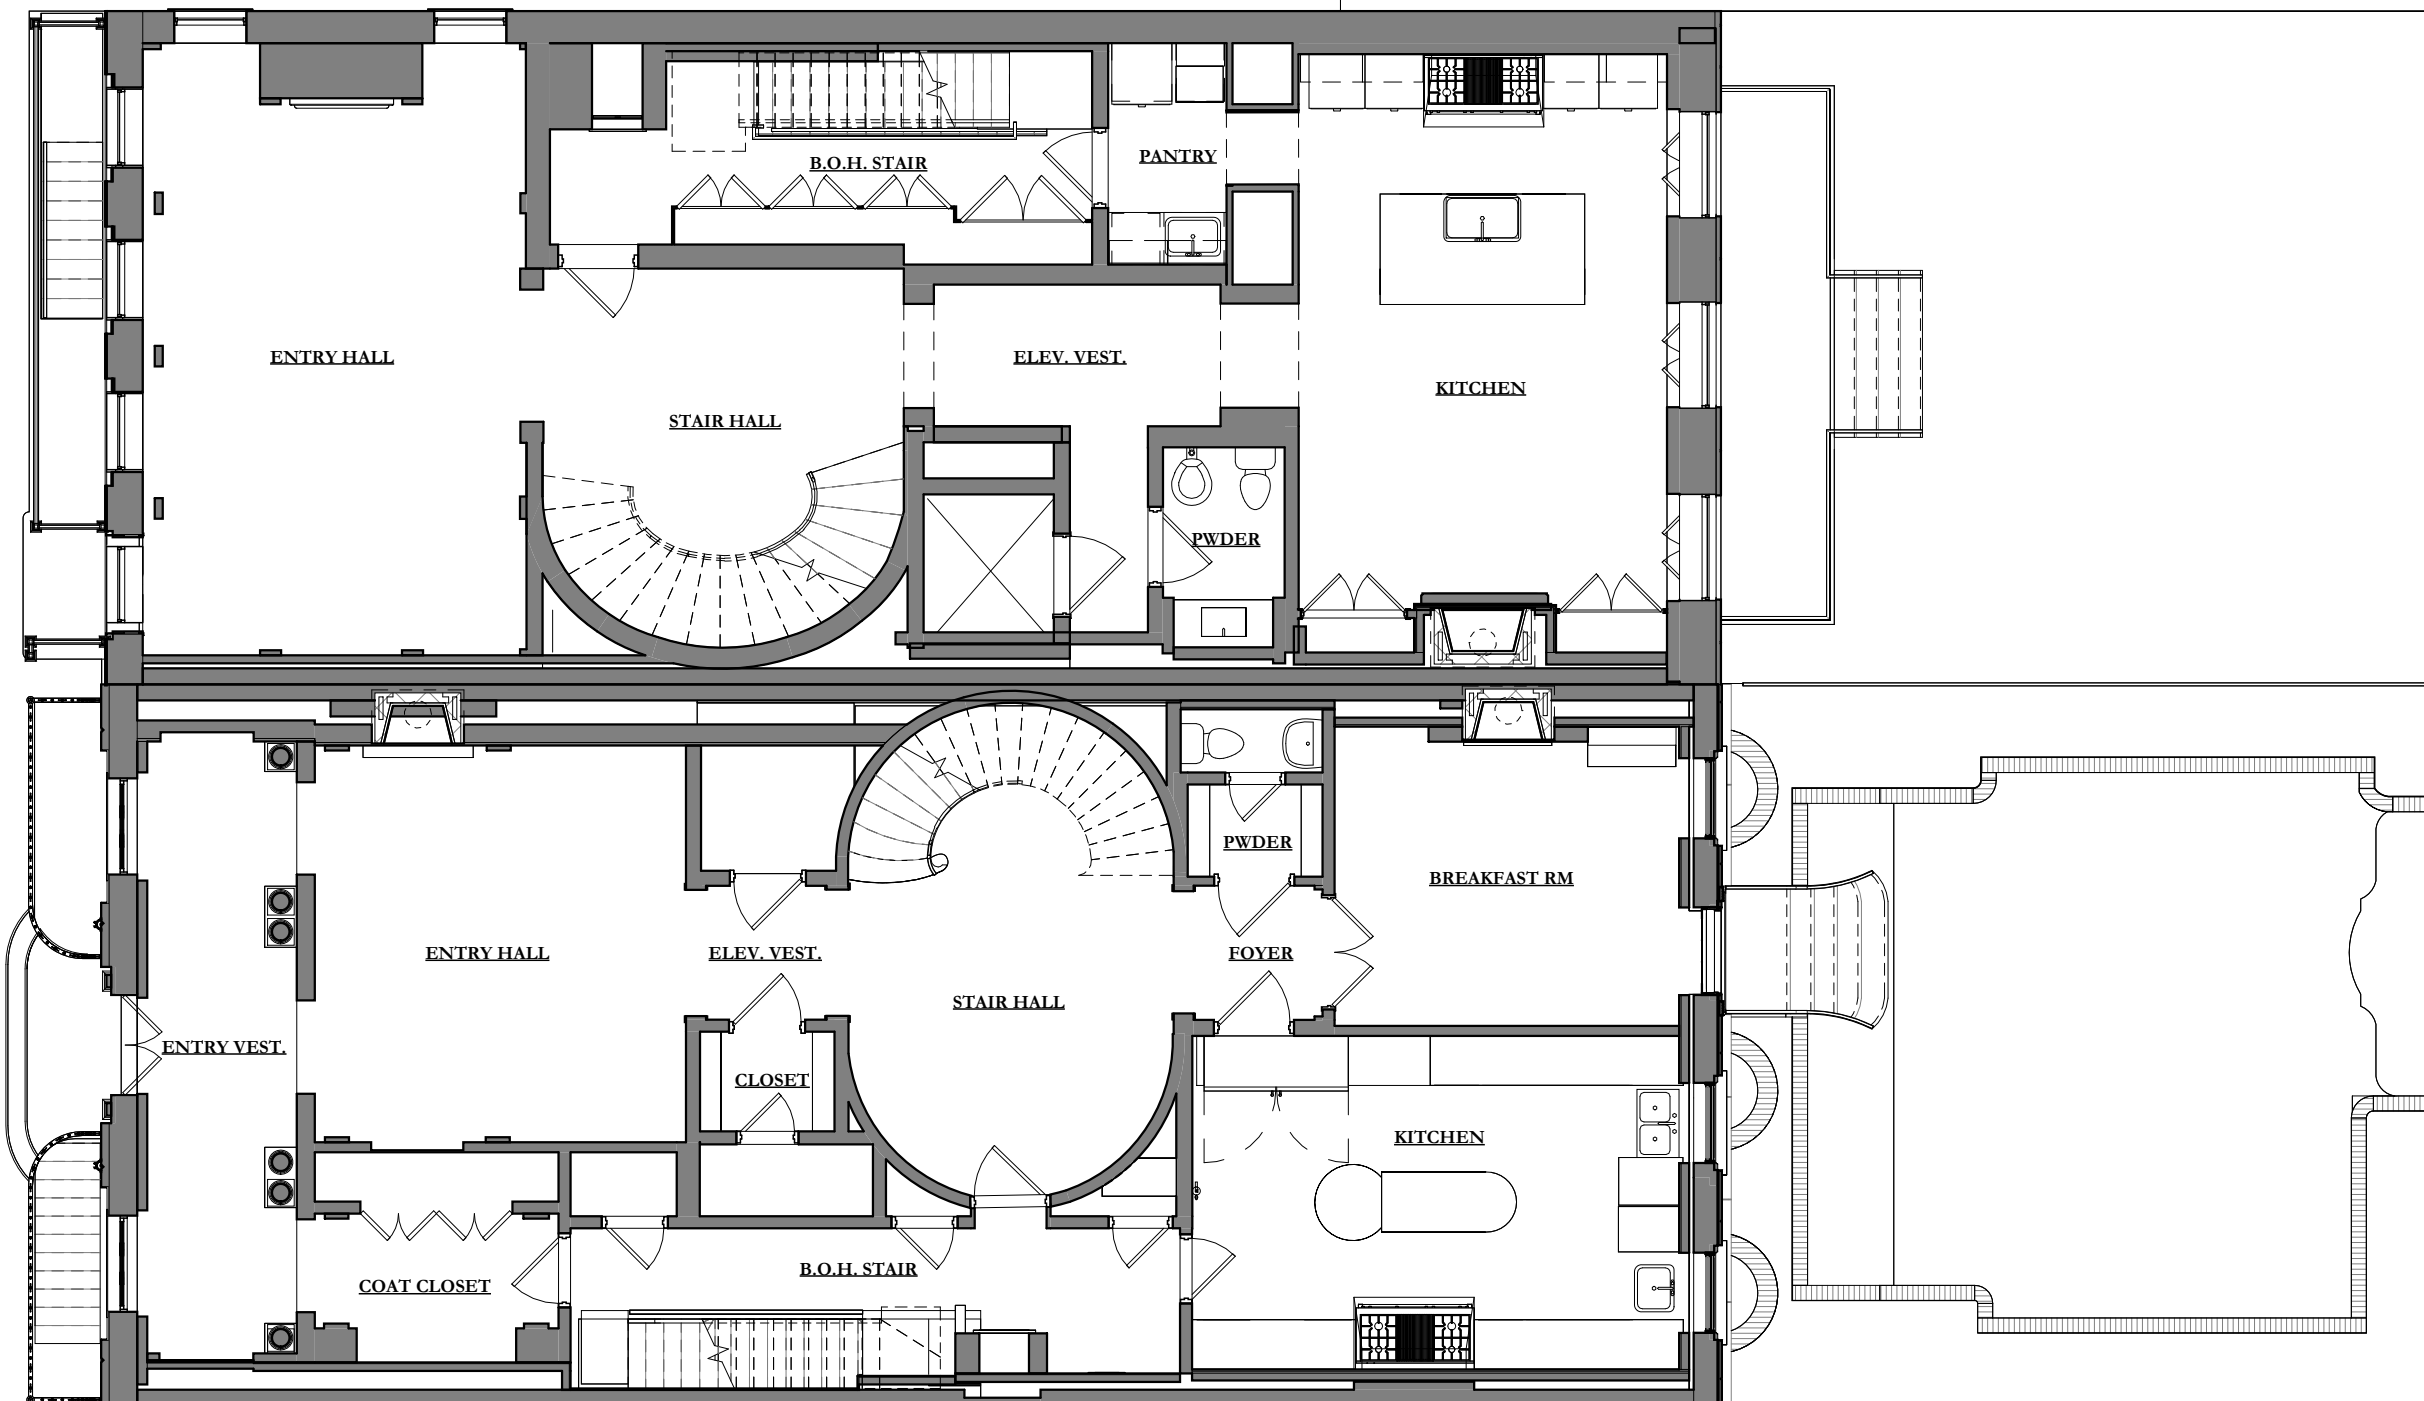 B.O.H. STAIR
PANTRY
ENTRY HALL
ELEV. VEST.
KITCHEN
STAIR HALL
PWDER
PWDER
BREAKFAST RM
ENTRY HALL
ELEV. VEST.
FOYER
STAIR HALL
ENTRY VEST.
CLOSET
KITCHEN
B.O.H. STAIR
COAT CLOSET